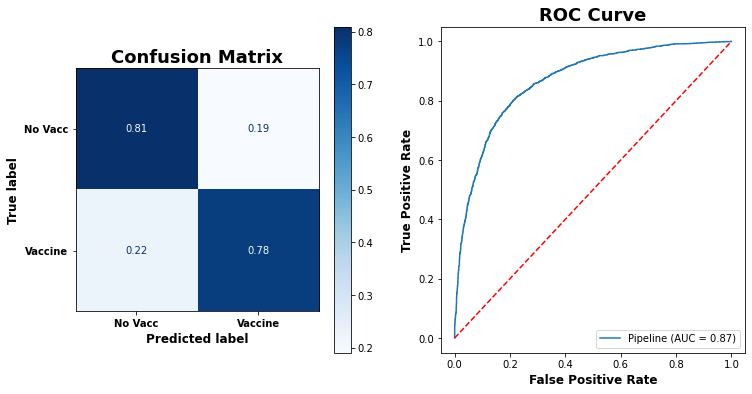 Confusion Matrix
True label
No Vacc
Vaccine
0.81
0.19
0.22
0.78
No Vacc
Vaccine
Predicted label
0.8
0.7
0.6
0.5
0.4
0.3
0.2
ROC Curve
True Positive Rate
1.0
0.8
0.6
0.4
0.2
0.0
0.0
0.2
0.4
0.6
0.8
1.0
False Positive Rate
Pipeline (AUC = 0.87)